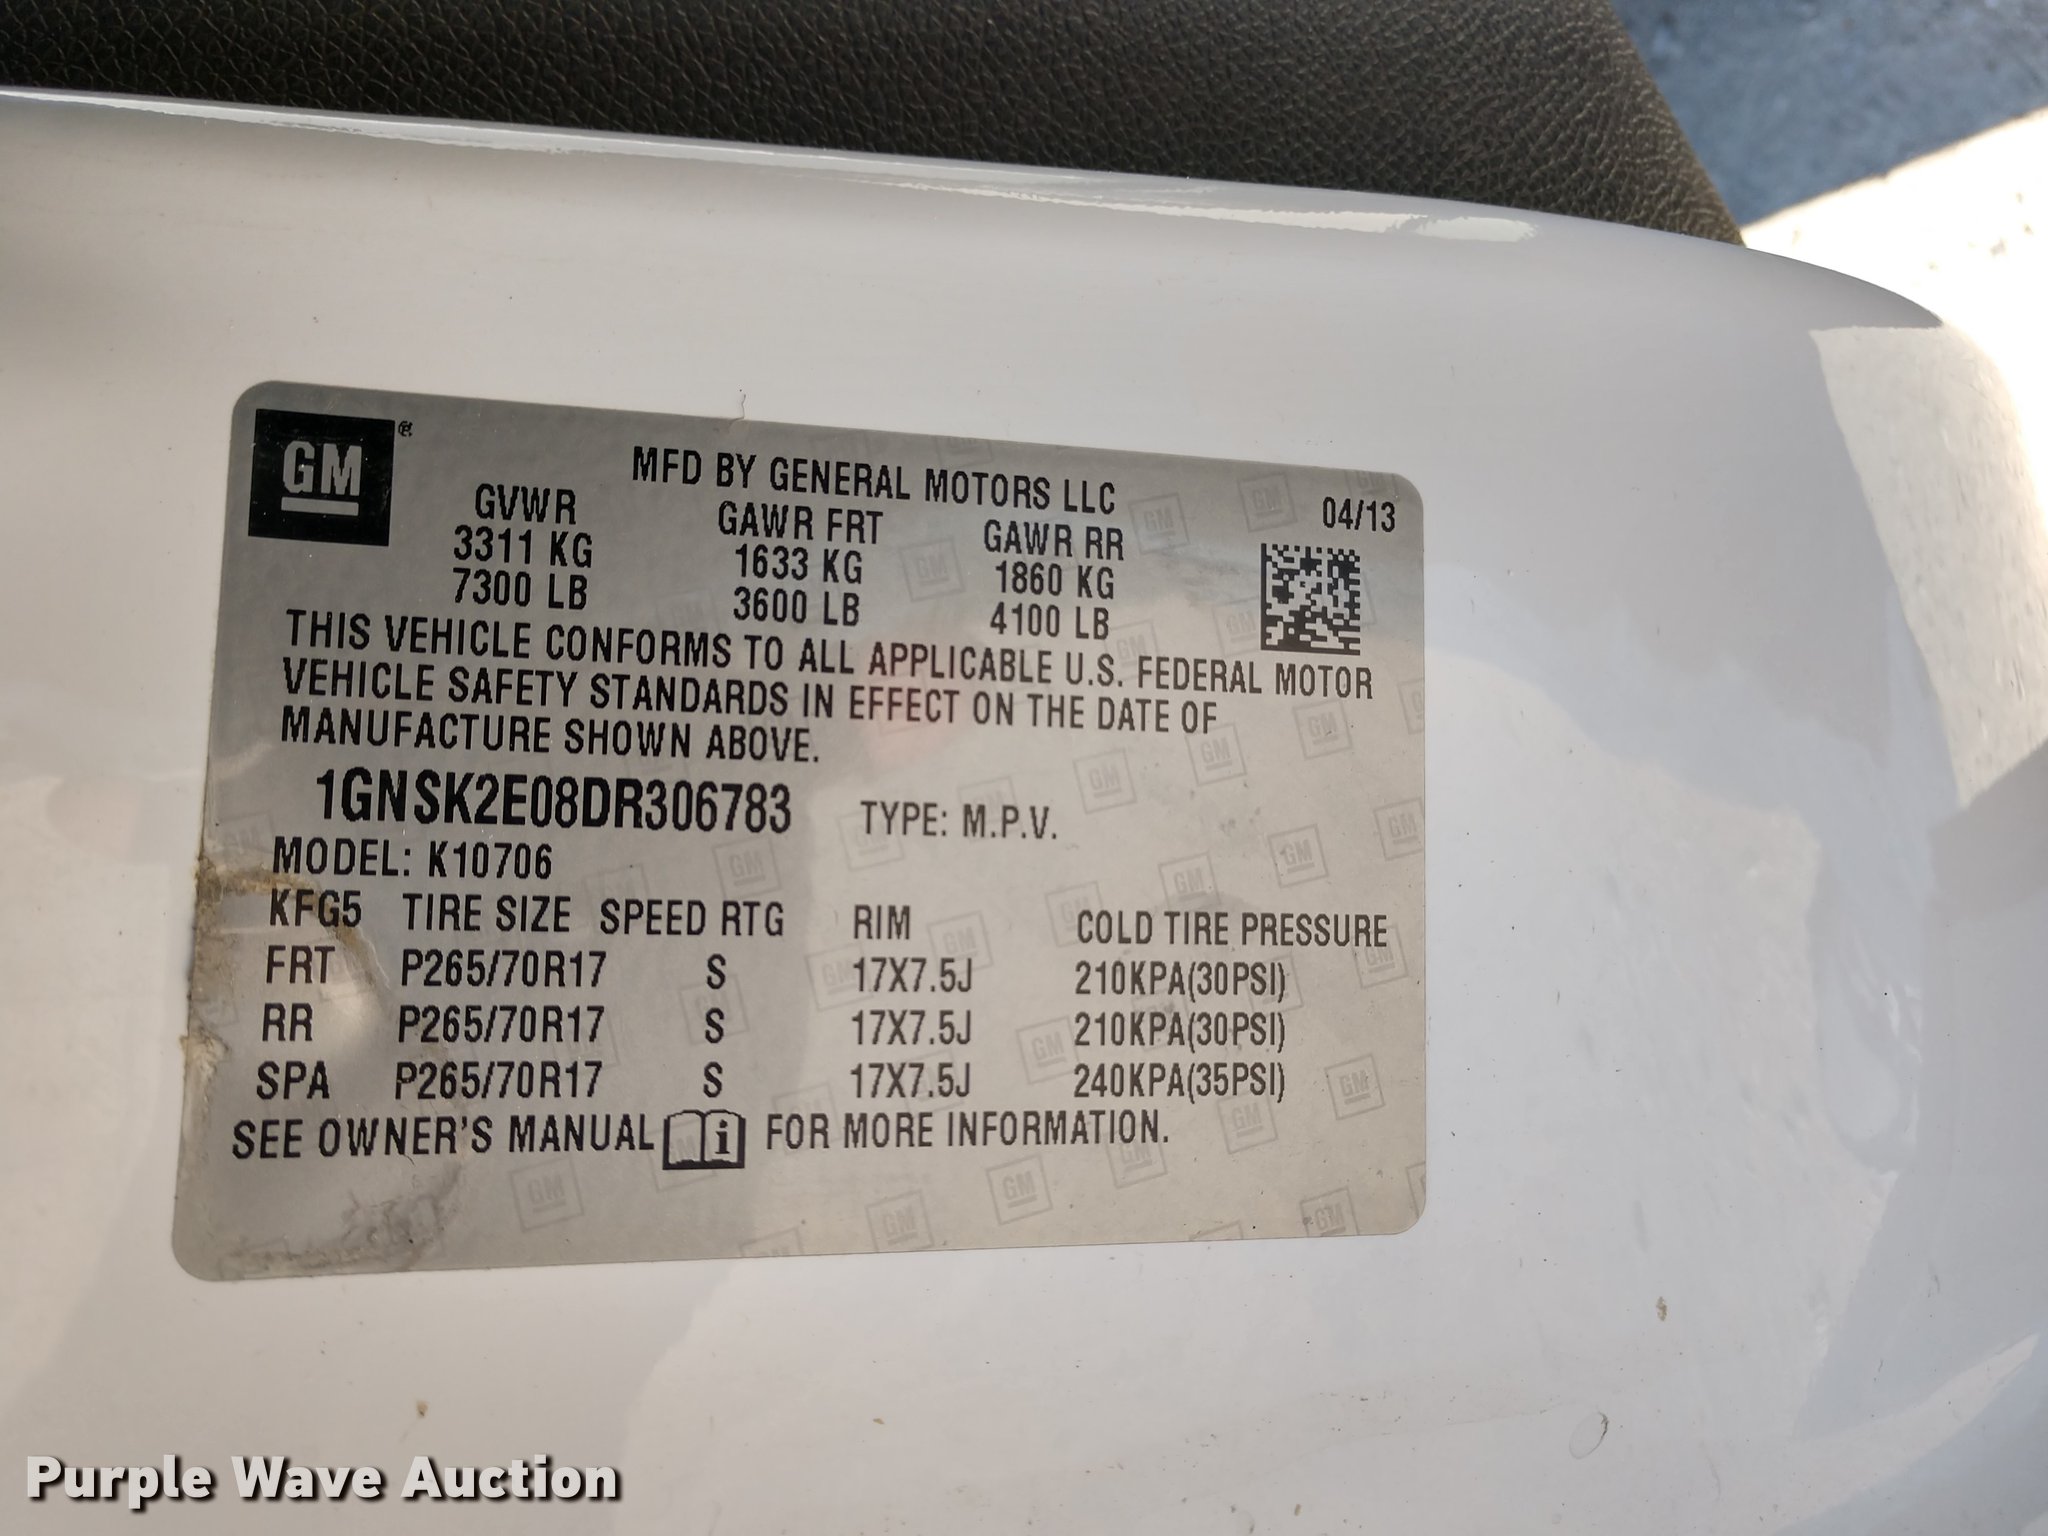 GM®
MFD BY GENERAL MOTORS LLC
04/13
GVWR GAWR FRT GAWR RR
3311 KG 1633 KG 1860 KG
7300 LB 3600 LB 4100 LB
THIS VEHICLE CONFORMS TO ALL APPLICABLE U.S. FEDERAL MOTOR
VEHICLE SAFETY STANDARDS IN EFFECT ON THE DATE OF
MANUFACTURE SHOWN ABOVE.
1GNSK2E08DR306783 TYPE: M.P.V.
MODEL: K10706
KFG5 TIRE SIZE SPEED RTG RIM COLD TIRE PRESSURE
FRT P265/70R17 S 17X7.5J 210KPA(30PSI)
RR P265/70R17 S 17X7.5J 210KPA(30PSI)
SPA P265/70R17 S 17X7.5J 240KPA(35PSI)
SEE OWNER'S MANUAL i FOR MORE INFORMATION.
Purple Wave Auction